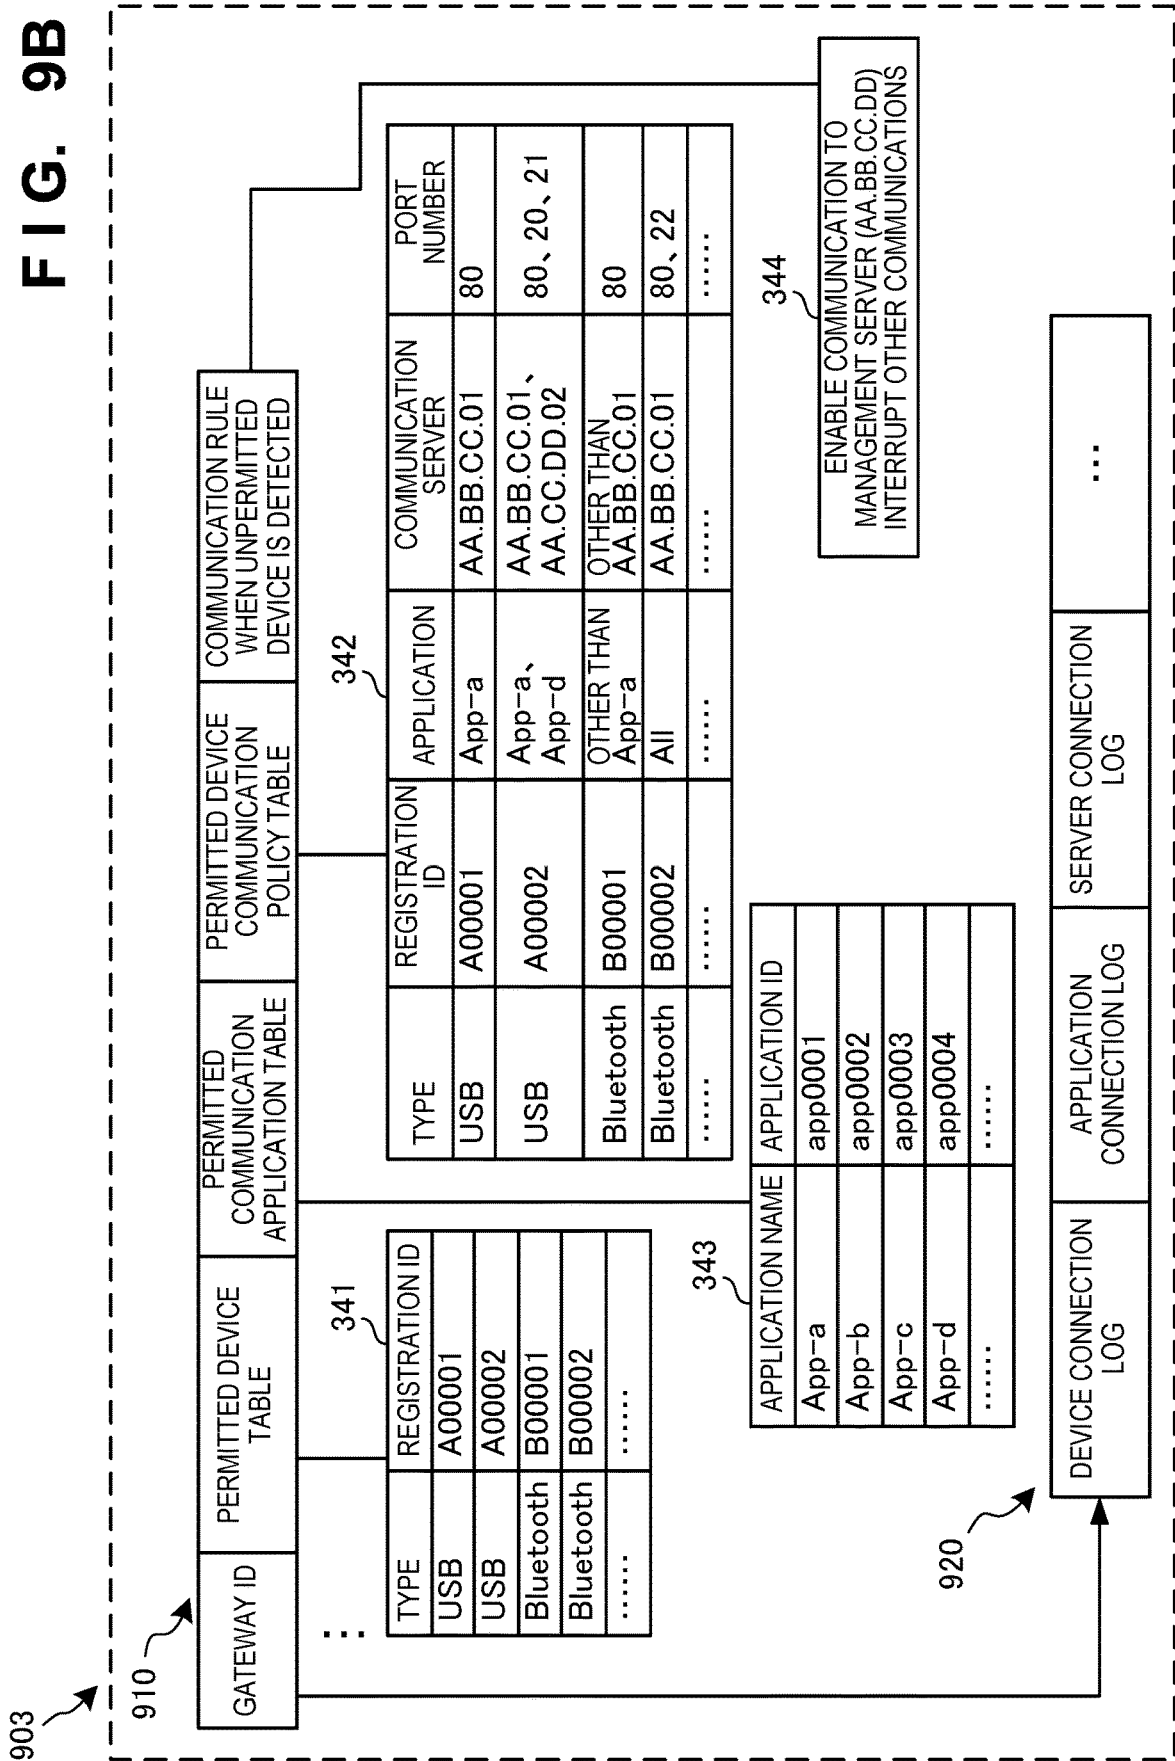 FIG. 9B
903
910
GATEWAY ID
PERMITTED DEVICE
TABLE
PERMITTED
COMMUNICATION
APPLICATION TABLE
PERMITTED DEVICE
COMMUNICATION
POLICY TABLE
COMMUNICATION RULE
WHEN UNPERMITTED
DEVICE IS DETECTED
⋮
341
TYPE REGISTRATION ID
USB A00001
USB A00002
Bluetooth B00001
Bluetooth B00002
...... ......
342
TYPE REGISTRATION ID APPLICATION COMMUNICATION SERVER PORT NUMBER
USB A00001 App-a AA.BB.CC.01 80
USB A00002 App-a、 App-d AA.BB.CC.01、 AA.CC.DD.02 80、20、21
Bluetooth B00001 OTHER THAN App-a OTHER THAN AA.BB.CC.01 80
Bluetooth B00002 All AA.BB.CC.01 80、22
...... ...... ...... ...... ......
343
APPLICATION NAME APPLICATION ID
App-a app0001
App-b app0002
App-c app0003
App-d app0004
...... ......
344
ENABLE COMMUNICATION TO
MANAGEMENT SERVER (AA.BB.CC.DD)
INTERRUPT OTHER COMMUNICATIONS
920
DEVICE CONNECTION
LOG
APPLICATION
CONNECTION LOG
SERVER CONNECTION
LOG
...